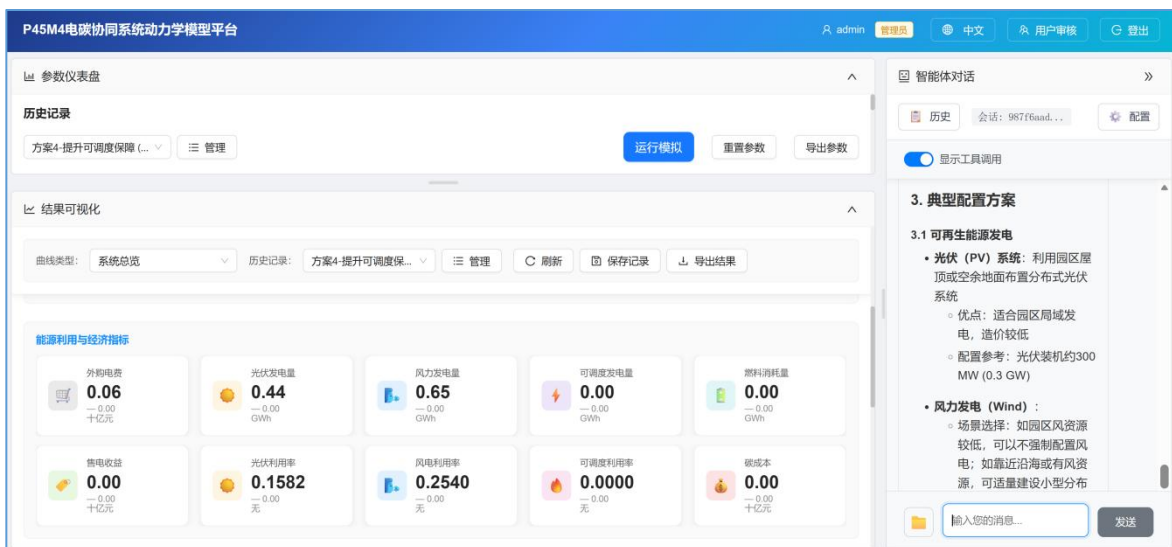 P45M4电碳协同系统动力学模型平台
admin 管理员 中文 用户审核 登出
参数仪表盘
历史记录
方案4-提升可调度保障 (... 管理 运行模拟 重置参数 导出参数
结果可视化
曲线类型: 系统总览 历史记录: 方案4-提升可调度保... 管理 刷新 保存记录 导出结果
能源利用与经济指标
外购电费
0.06
— 0.00
十亿元
光伏发电量
0.44
— 0.00
GWh
风力发电量
0.65
— 0.00
GWh
可调度发电量
0.00
— 0.00
GWh
燃料消耗量
0.00
— 0.00
GWh
售电收益
0.00
— 0.00
十亿元
光伏利用率
0.1582
— 0.00
无
风电利用率
0.2540
— 0.00
无
可调度利用率
0.0000
— 0.00
无
碳成本
0.00
— 0.00
十亿元
智能体对话
历史 会话: 987f6aad... 配置
显示工具调用
3. 典型配置方案
3.1 可再生能源发电
• 光伏（PV）系统：利用园区屋
顶或空余地面布置分布式光伏
系统
◦ 优点：适合园区局域发
电，造价较低
◦ 配置参考：光伏装机约300
MW (0.3 GW)
• 风力发电（Wind）：
◦ 场景选择：如园区风资源
较低，可以不强制配置风
电；如靠近沿海或有风资
源，可适量建设小型分布
输入您的消息... 发送